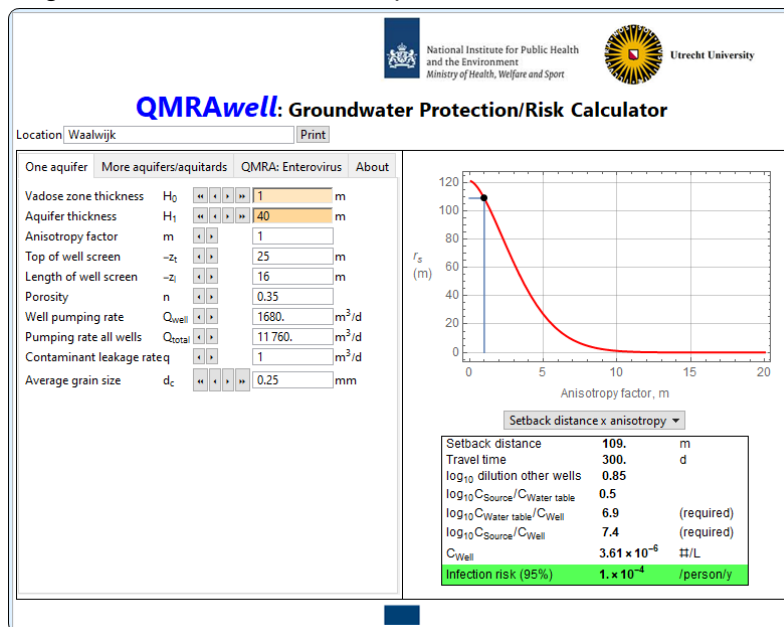 National Institute for Public Health
and the Environment
Ministry of Health, Welfare and Sport
Utrecht University
QMRAwell: Groundwater Protection/Risk Calculator
Location Waalwijk Print
One aquifer More aquifers/aquitards QMRA: Enterovirus About
Vadose zone thickness H0 1 m
Aquifer thickness H1 40 m
Anisotropy factor m 1
Top of well screen −zt 25 m
Length of well screen −zl 16 m
Porosity n 0.35
Well pumping rate Qwell 1680. m3/d
Pumping rate all wells Qtotal 11 760. m3/d
Contaminant leakage rate q 1 m3/d
Average grain size dc 0.25 mm
120
100
80
rs
(m)
60
40
20
0
0 5 10 15 20
Anisotropy factor, m
Setback distance x anisotropy
Setback distance 109. m
Travel time 300. d
log10 dilution other wells 0.85
log10CSource/CWater table 0.5
log10CWater table/CWell 6.9 (required)
log10CSource/CWell 7.4 (required)
CWell 3.61 × 10−6 #/L
Infection risk (95%) 1. × 10−4 /person/y